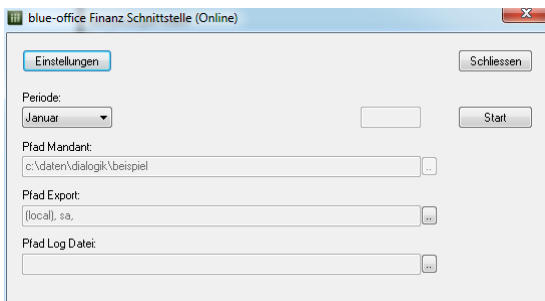 blue-office Finanz Schnittstelle (Online)
Einstellungen
Schliessen
Periode:
Januar
Start
Pfad Mandant:
c:\daten\dialogik\beispiel
..
Pfad Export:
(local), sa,
..
Pfad Log Datei:
..